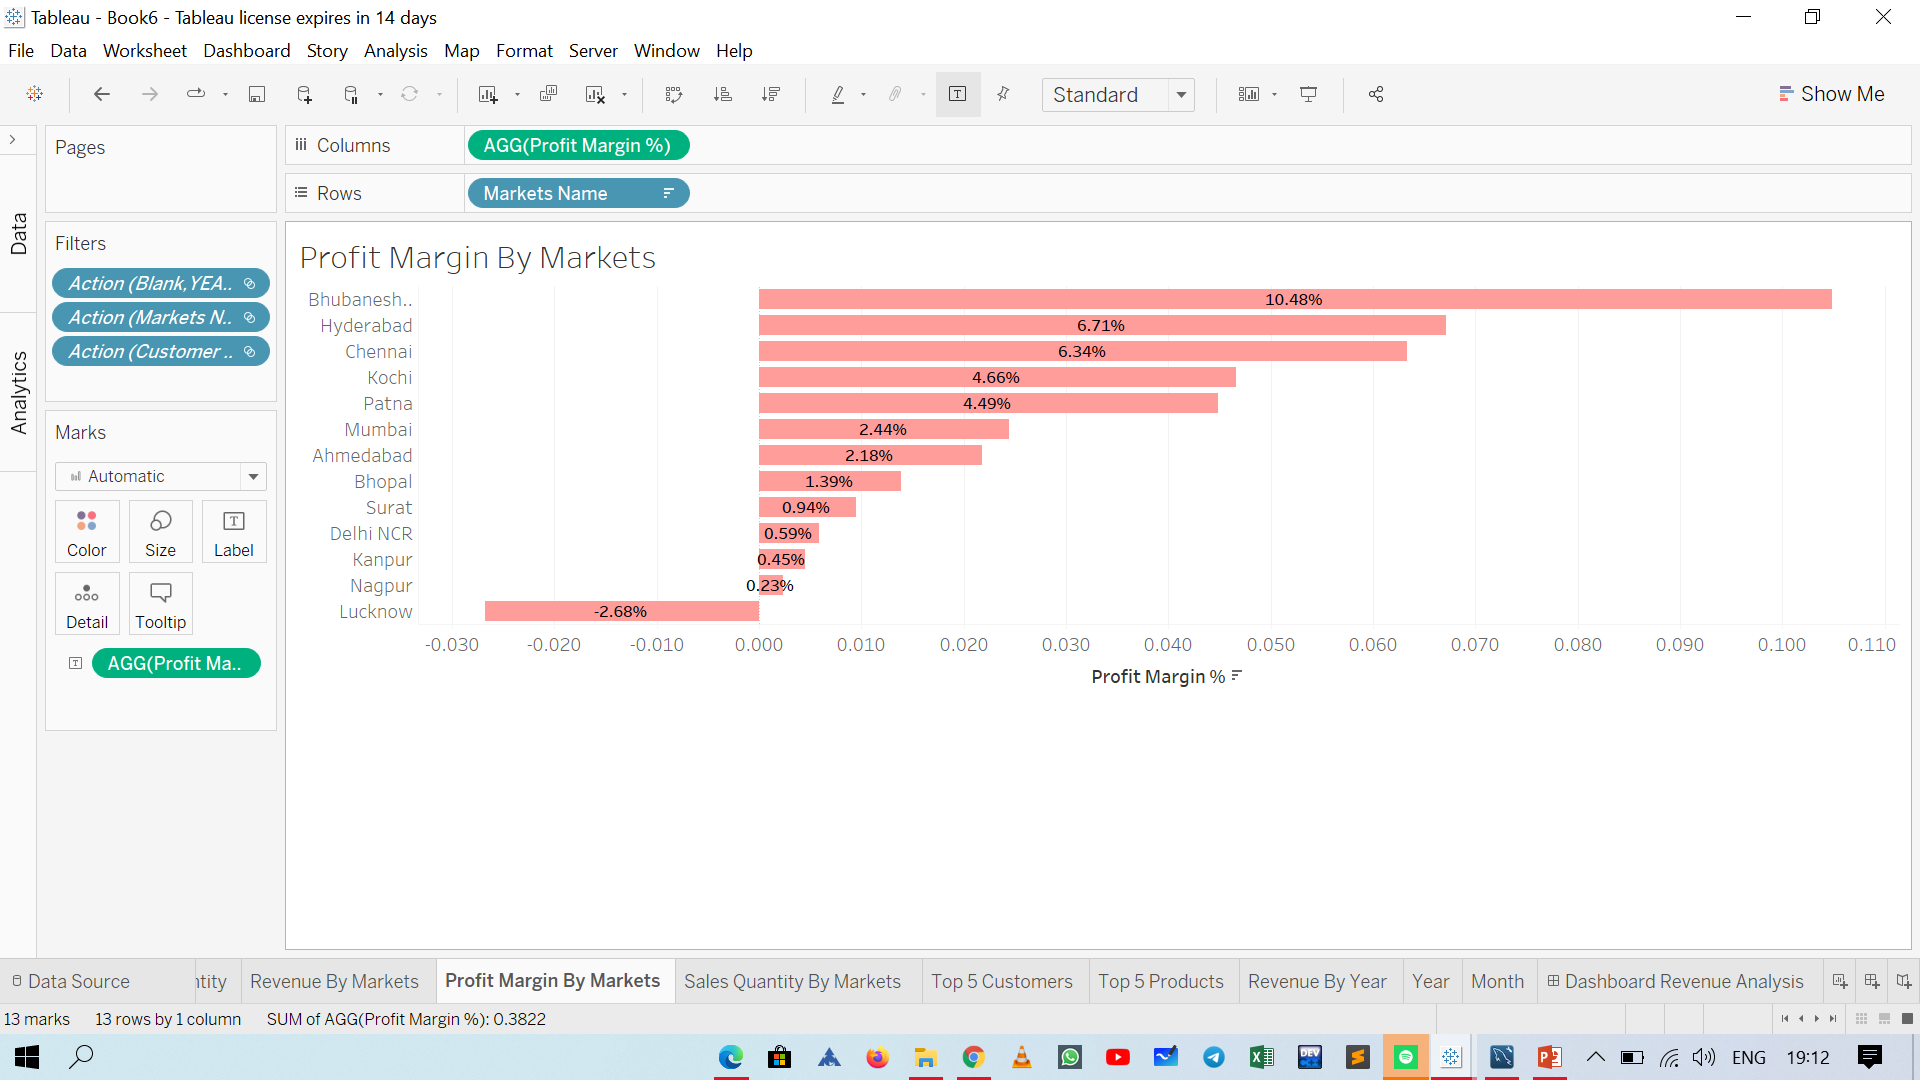 Tableau - Book6 - Tableau license expires in 14 days
File Data Worksheet Dashboard Story Analysis Map Format Server Window Help
Standard
Show Me
Data
Analytics
Pages
Filters
Action (Blank,YEA..
Action (Markets N..
Action (Customer ..
Marks
Automatic
Color Size Label
Detail Tooltip
T AGG(Profit Ma..
Columns AGG(Profit Margin %)
Rows Markets Name
Profit Margin By Markets
Bhubanesh.. 10.48%
Hyderabad 6.71%
Chennai 6.34%
Kochi 4.66%
Patna 4.49%
Mumbai 2.44%
Ahmedabad 2.18%
Bhopal 1.39%
Surat 0.94%
Delhi NCR 0.59%
Kanpur 0.45%
Nagpur 0.23%
Lucknow -2.68%
-0.030 -0.020 -0.010 0.000 0.010 0.020 0.030 0.040 0.050 0.060 0.070 0.080 0.090 0.100 0.110
Profit Margin %
Data Source ntity Revenue By Markets Profit Margin By Markets Sales Quantity By Markets Top 5 Customers Top 5 Products Revenue By Year Year Month Dashboard Revenue Analysis
13 marks 13 rows by 1 column SUM of AGG(Profit Margin %): 0.3822
DEV ENG 19:12